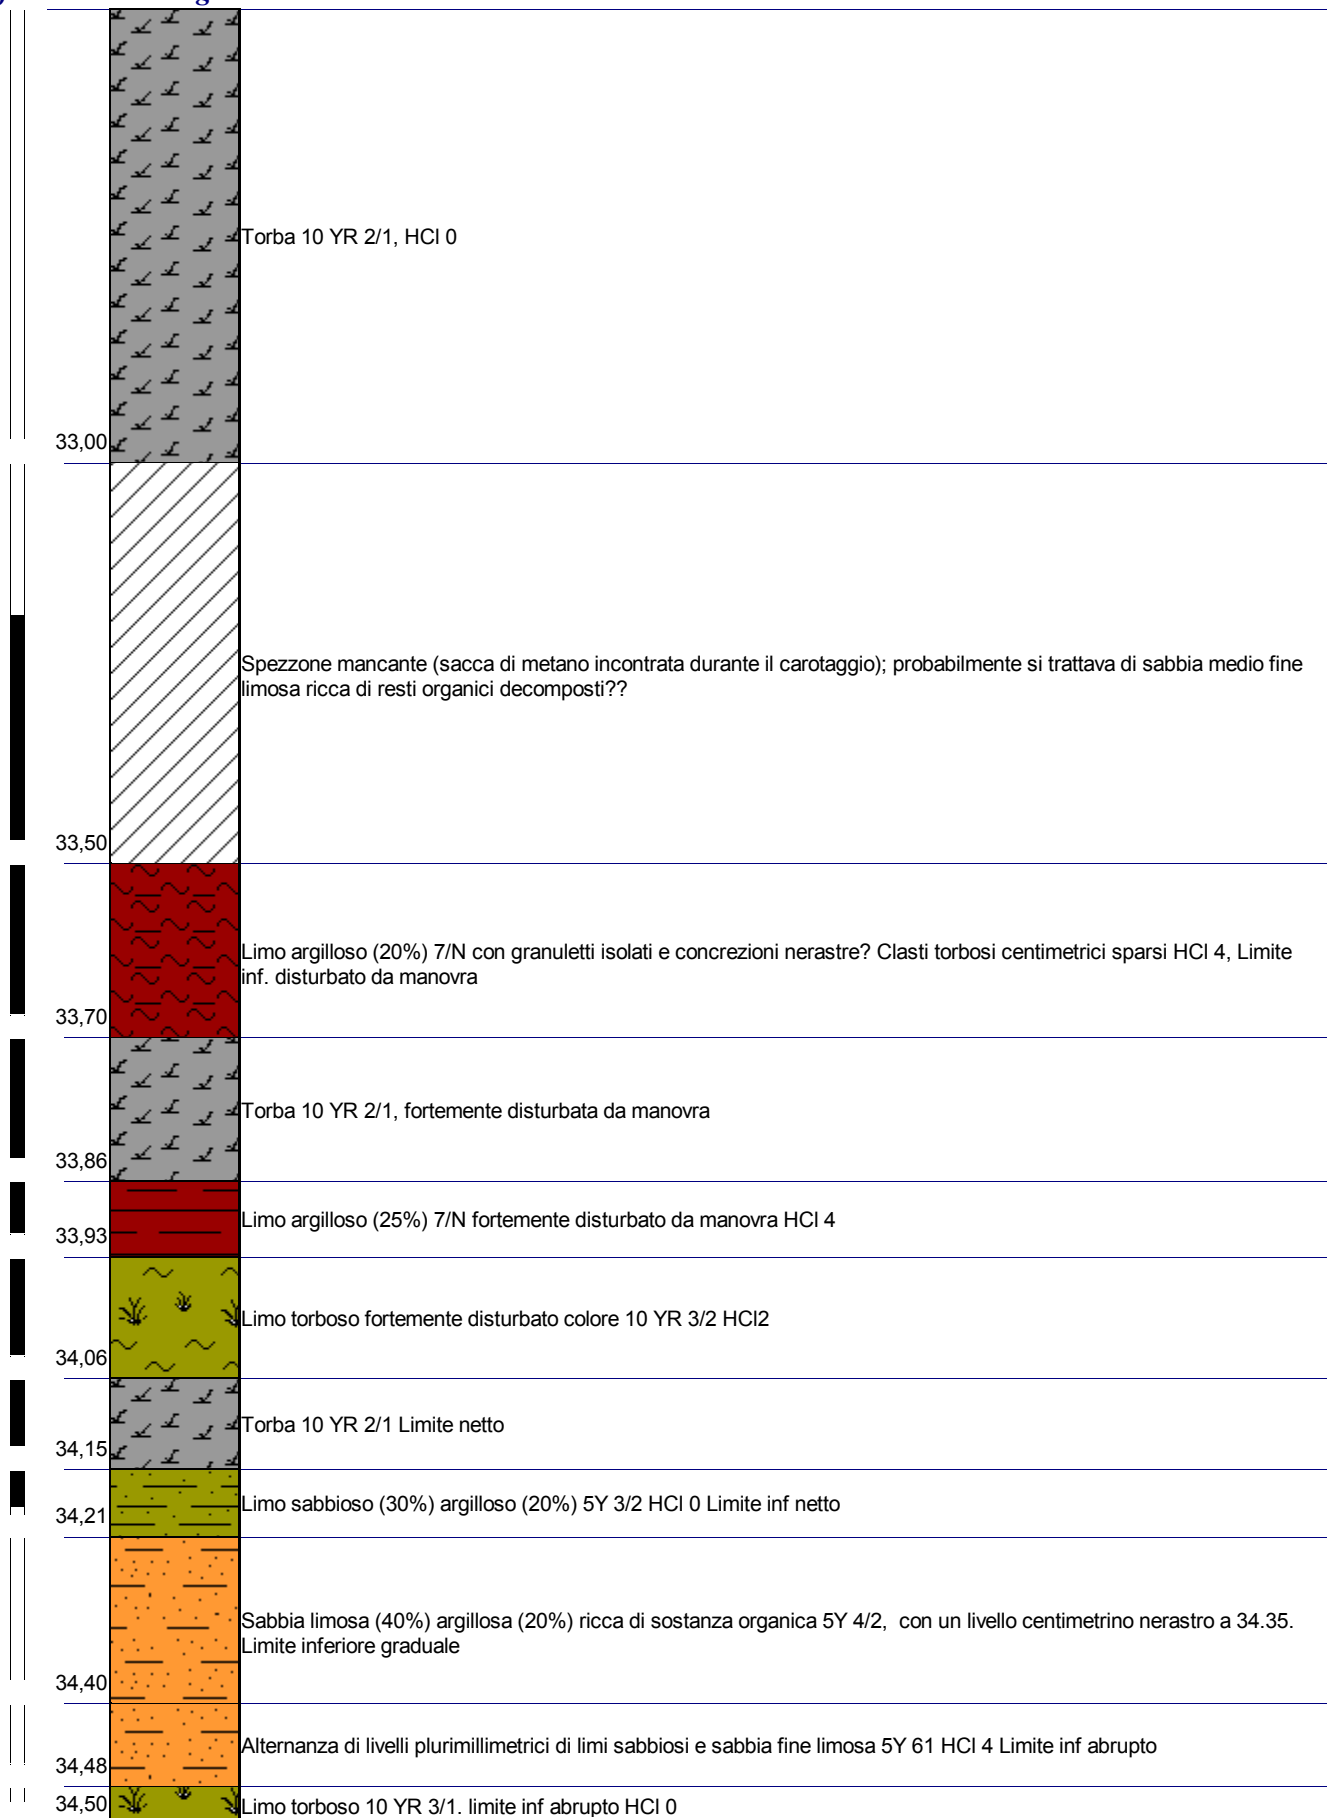 Torba 10 YR 2/1, HCl 0
33,00
Spezzone mancante (sacca di metano incontrata durante il carotaggio); probabilmente si trattava di sabbia medio fine
limosa ricca di resti organici decomposti??
33,50
Limo argilloso (20%) 7/N con granuletti isolati e concrezioni nerastre? Clasti torbosi centimetrici sparsi HCl 4, Limite
inf. disturbato da manovra
33,70
Torba 10 YR 2/1, fortemente disturbata da manovra
33,86
Limo argilloso (25%) 7/N fortemente disturbato da manovra HCl 4
33,93
Limo torboso fortemente disturbato colore 10 YR 3/2 HCl2
34,06
Torba 10 YR 2/1 Limite netto
34,15
Limo sabbioso (30%) argilloso (20%) 5Y 3/2 HCl 0 Limite inf netto
34,21
Sabbia limosa (40%) argillosa (20%) ricca di sostanza organica 5Y 4/2, con un livello centimetrino nerastro a 34.35.
Limite inferiore graduale
34,40
Alternanza di livelli plurimillimetrici di limi sabbiosi e sabbia fine limosa 5Y 61 HCl 4 Limite inf abrupto
34,48
Limo torboso 10 YR 3/1. limite inf abrupto HCl 0
34,50